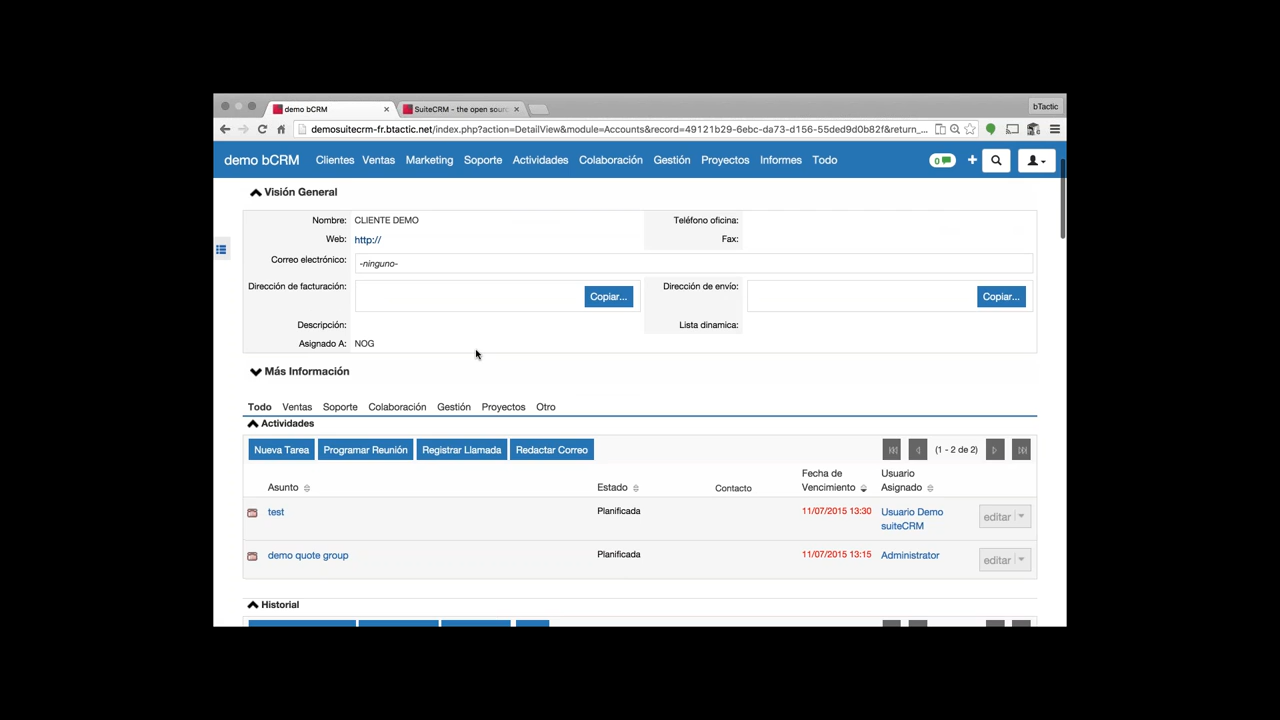 demo bCRM
SuiteCRM - the open sour
bTactic
demosuitecrm-fr.btactic.net/index.php?action=DetailView&module=Accounts&record=49121b29-6ebc-da73-d156-55ded9d0b82f&return_...
demo bCRM Clientes Ventas Marketing Soporte Actividades Colaboración Gestión Proyectos Informes Todo 0
Visión General
Nombre: CLIENTE DEMO Teléfono oficina:
Web: http:// Fax:
Correo electrónico: -ninguno-
Dirección de facturación: Copiar... Dirección de envío: Copiar...
Descripción: Lista dinamica:
Asignado A: NOG
Más Información
Todo Ventas Soporte Colaboración Gestión Proyectos Otro
Actividades
Nueva Tarea Programar Reunión Registrar Llamada Redactar Correo (1 - 2 de 2)
Asunto Estado Contacto Fecha de Vencimiento Usuario Asignado
test Planificada 11/07/2015 13:30 Usuario Demo suiteCRM editar
demo quote group Planificada 11/07/2015 13:15 Administrator editar
Historial